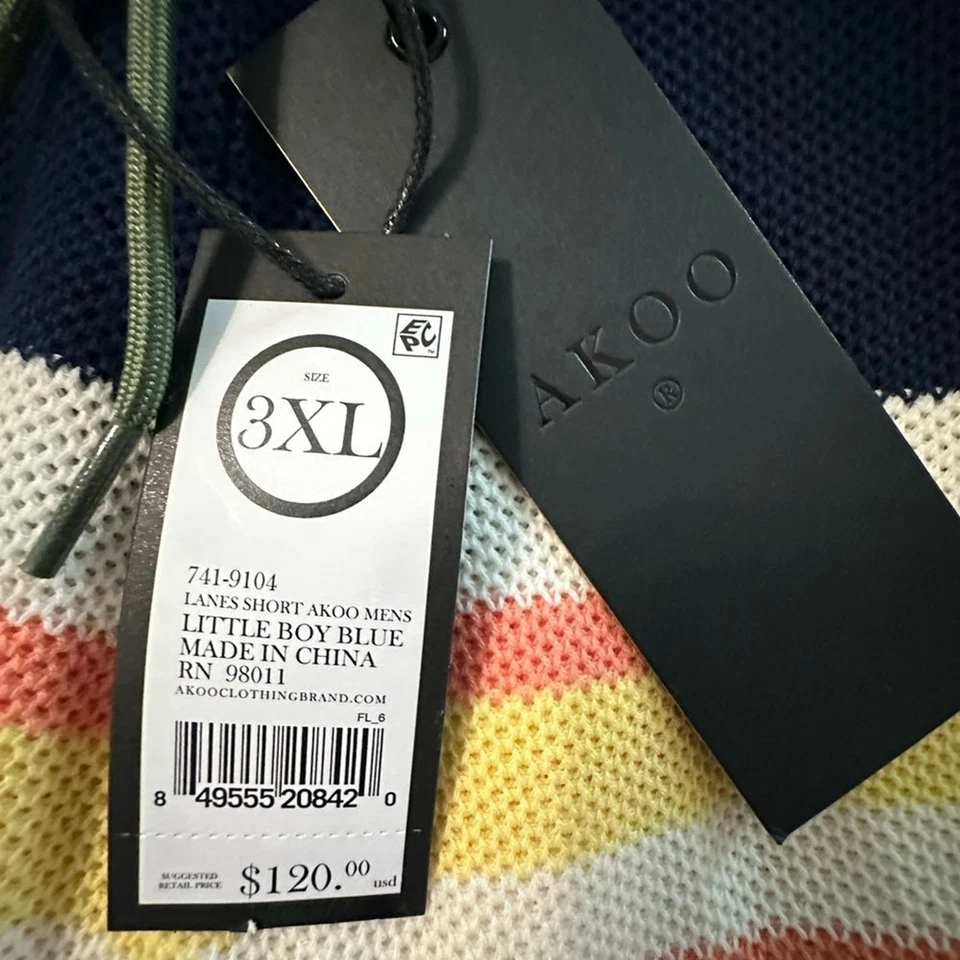 AKOO
®
EPC™
SIZE
3XL
741-9104
LANES SHORT AKOO MENS
LITTLE BOY BLUE
MADE IN CHINA
RN 98011
AKOOCLOTHINGBRAND.COM
FL_6
8 49555 20842 0
SUGGESTED
RETAIL PRICE
$120.00 usd